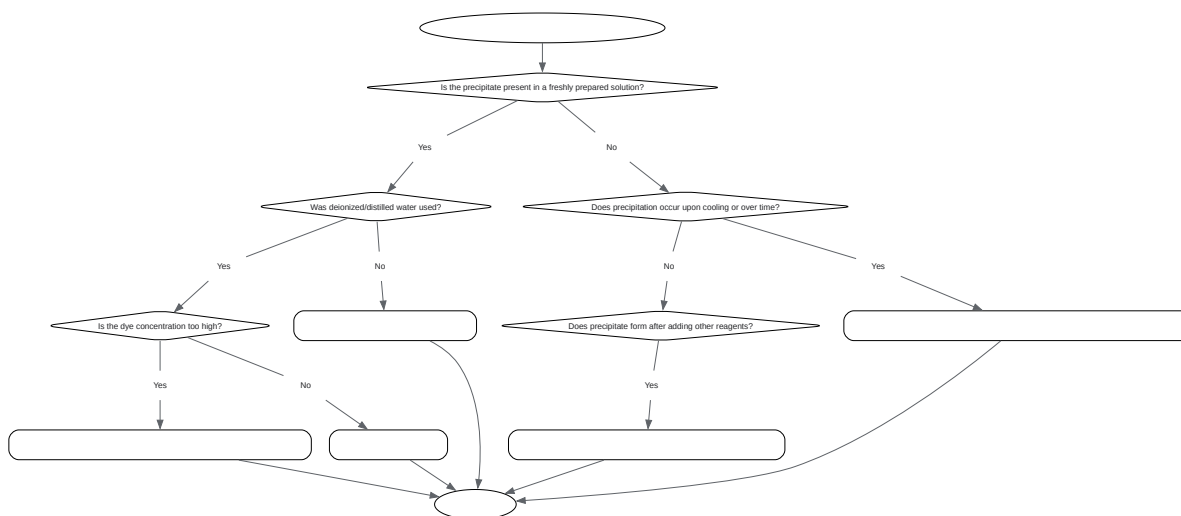 Is the precipitate present in a freshly prepared solution?
Yes
No
Was deionized/distilled water used?
Does precipitation occur upon cooling or over time?
Yes
No
No
Yes
Is the dye concentration too high?
Does precipitate form after adding other reagents?
Yes
No
Yes